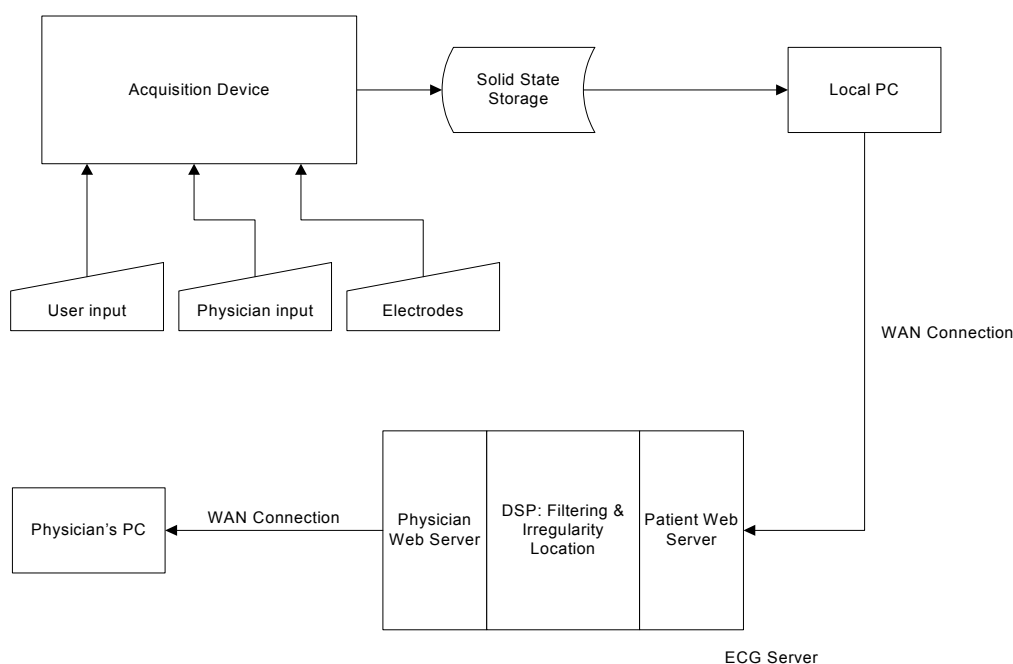 Acquisition Device
Solid State
Storage
Local PC
User input
Physician input
Electrodes
WAN Connection
Physician's PC
WAN Connection
Physician
Web Server
DSP: Filtering &
Irregularity
Location
Patient Web
Server
ECG Server